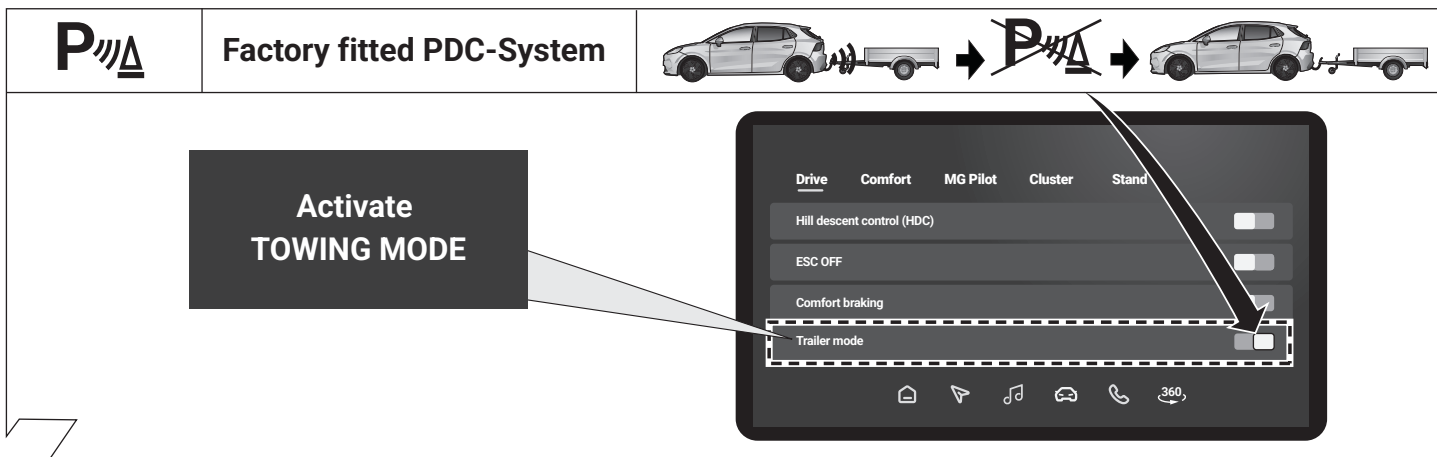 P
Factory fitted PDC-System
P
Activate
TOWING MODE
Drive Comfort MG Pilot Cluster Stand
Hill descent control (HDC)
ESC OFF
Comfort braking
Trailer mode
360